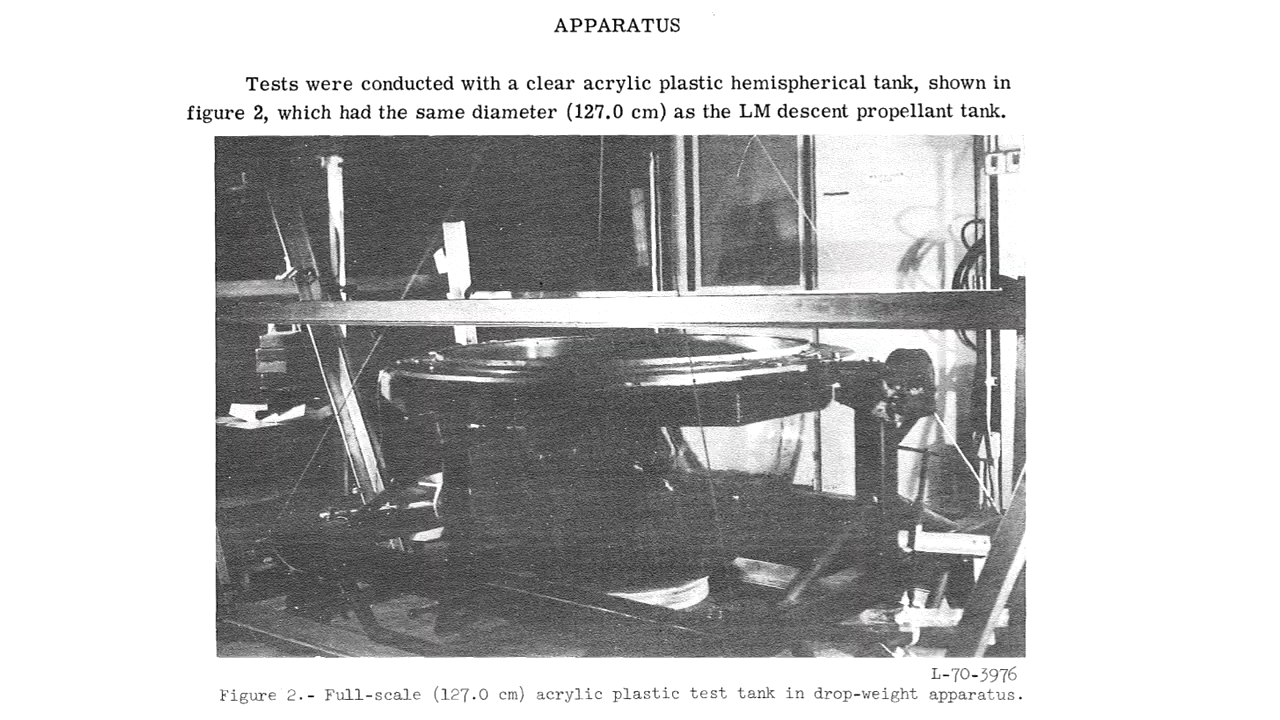 APPARATUS
Tests were conducted with a clear acrylic plastic hemispherical tank, shown in
figure 2, which had the same diameter (127.0 cm) as the LM descent propellant tank.
L-70-3976
Figure 2.- Full-scale (127.0 cm) acrylic plastic test tank in drop-weight apparatus.